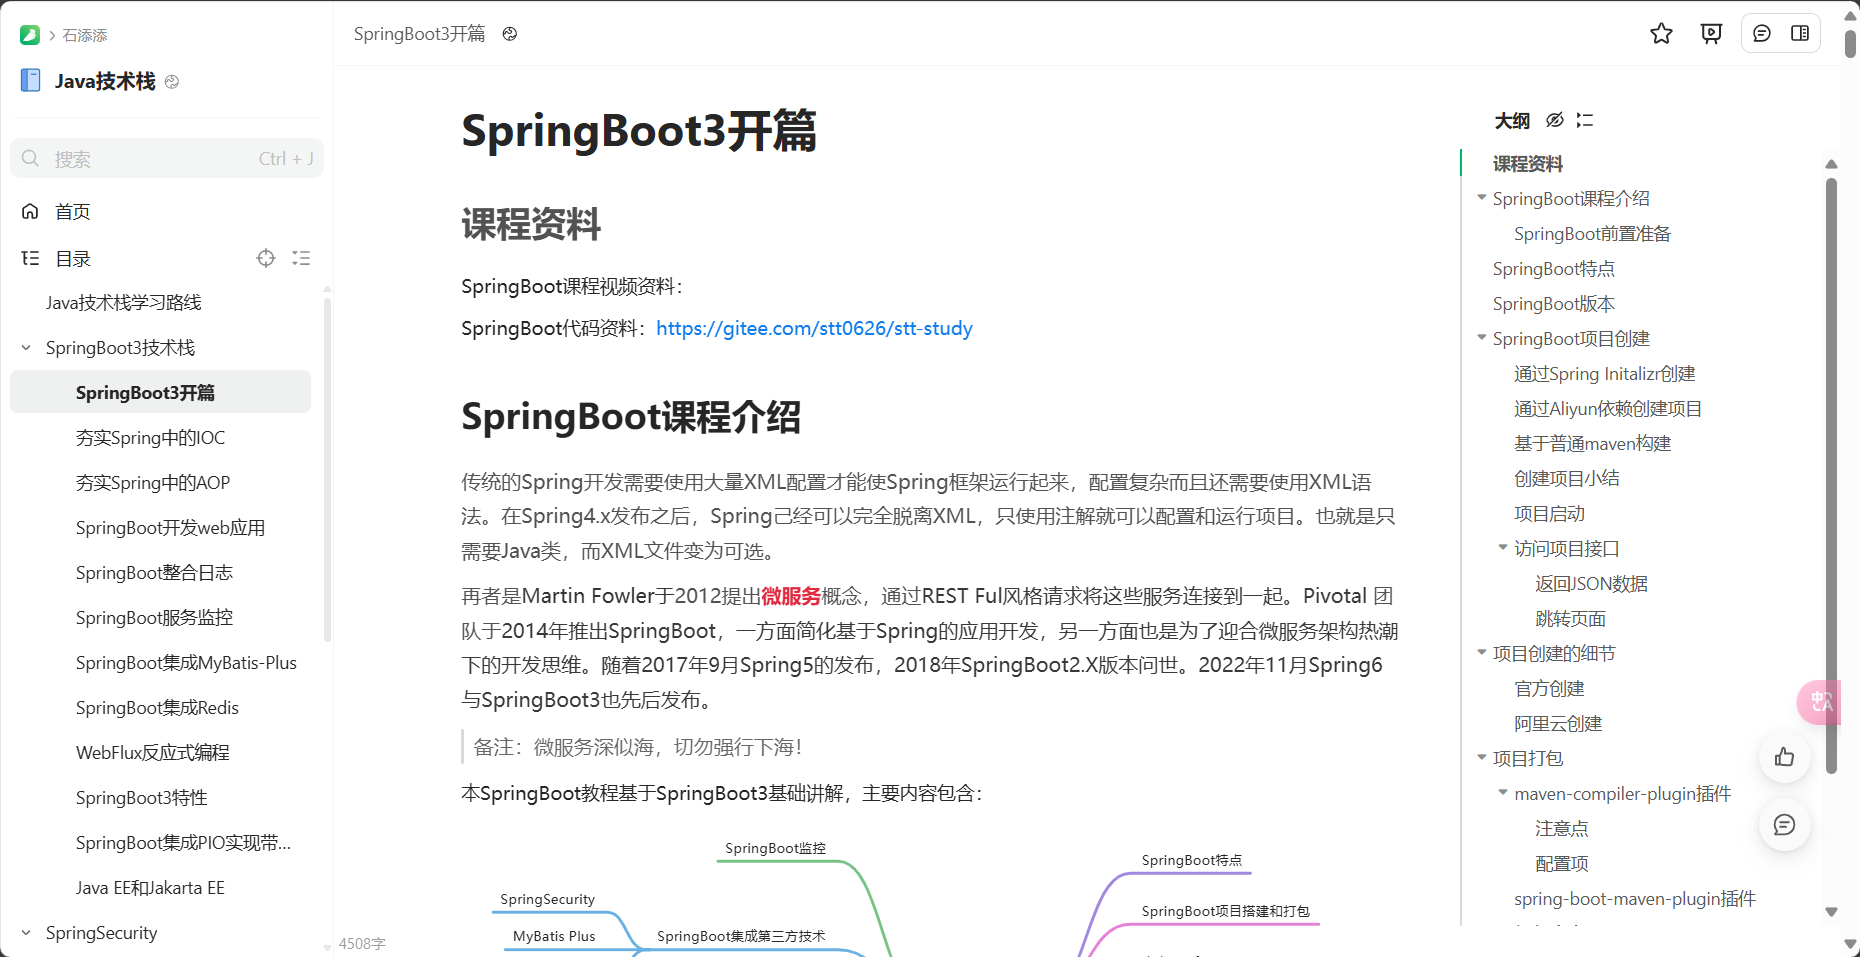 石添添
Java技术栈
搜索 Ctrl + J
首页
目录
Java技术栈学习路线
SpringBoot3技术栈
SpringBoot3开篇
夯实Spring中的IOC
夯实Spring中的AOP
SpringBoot开发web应用
SpringBoot整合日志
SpringBoot服务监控
SpringBoot集成MyBatis-Plus
SpringBoot集成Redis
WebFlux反应式编程
SpringBoot3特性
SpringBoot集成PIO实现带...
Java EE和Jakarta EE
SpringSecurity
SpringBoot3开篇
SpringBoot3开篇
课程资料
SpringBoot课程视频资料：
SpringBoot代码资料：https://gitee.com/stt0626/stt-study
SpringBoot课程介绍
传统的Spring开发需要使用大量XML配置才能使Spring框架运行起来，配置复杂而且还需要使用XML语
法。在Spring4.x发布之后，Spring己经可以完全脱离XML，只使用注解就可以配置和运行项目。也就是只
需要Java类，而XML文件变为可选。
再者是Martin Fowler于2012提出微服务概念，通过REST Ful风格请求将这些服务连接到一起。Pivotal 团
队于2014年推出SpringBoot，一方面简化基于Spring的应用开发，另一方面也是为了迎合微服务架构热潮
下的开发思维。随着2017年9月Spring5的发布，2018年SpringBoot2.X版本问世。2022年11月Spring6
与SpringBoot3也先后发布。
备注：微服务深似海，切勿强行下海！
本SpringBoot教程基于SpringBoot3基础讲解，主要内容包含：
SpringBoot监控
SpringSecurity
MyBatis Plus
SpringBoot集成第三方技术
SpringBoot特点
SpringBoot项目搭建和打包
4508字
大纲
课程资料
SpringBoot课程介绍
SpringBoot前置准备
SpringBoot特点
SpringBoot版本
SpringBoot项目创建
通过Spring Initalizr创建
通过Aliyun依赖创建项目
基于普通maven构建
创建项目小结
项目启动
访问项目接口
返回JSON数据
跳转页面
项目创建的细节
官方创建
阿里云创建
项目打包
maven-compiler-plugin插件
注意点
配置项
spring-boot-maven-plugin插件